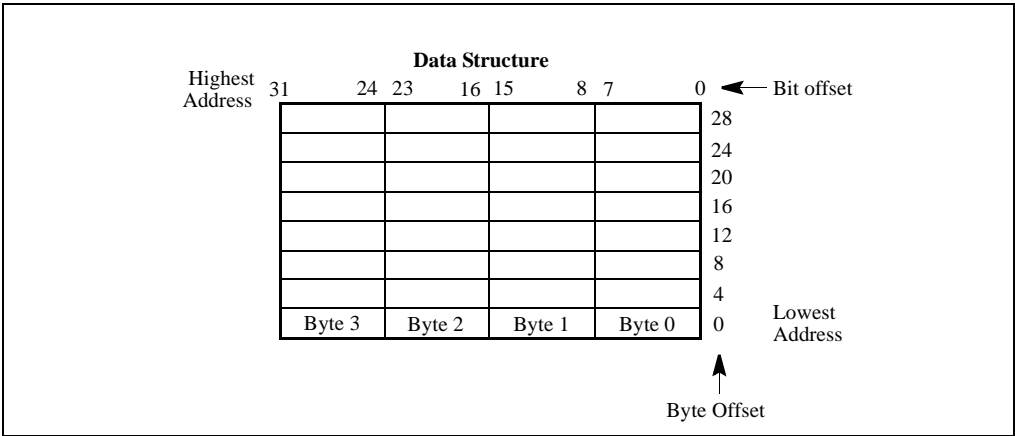 Data Structure
Highest Address
31 24 23 16 15 8 7 0
Bit offset
28
24
20
16
12
8
4
Byte 3 Byte 2 Byte 1 Byte 0 0
Lowest Address
Byte Offset